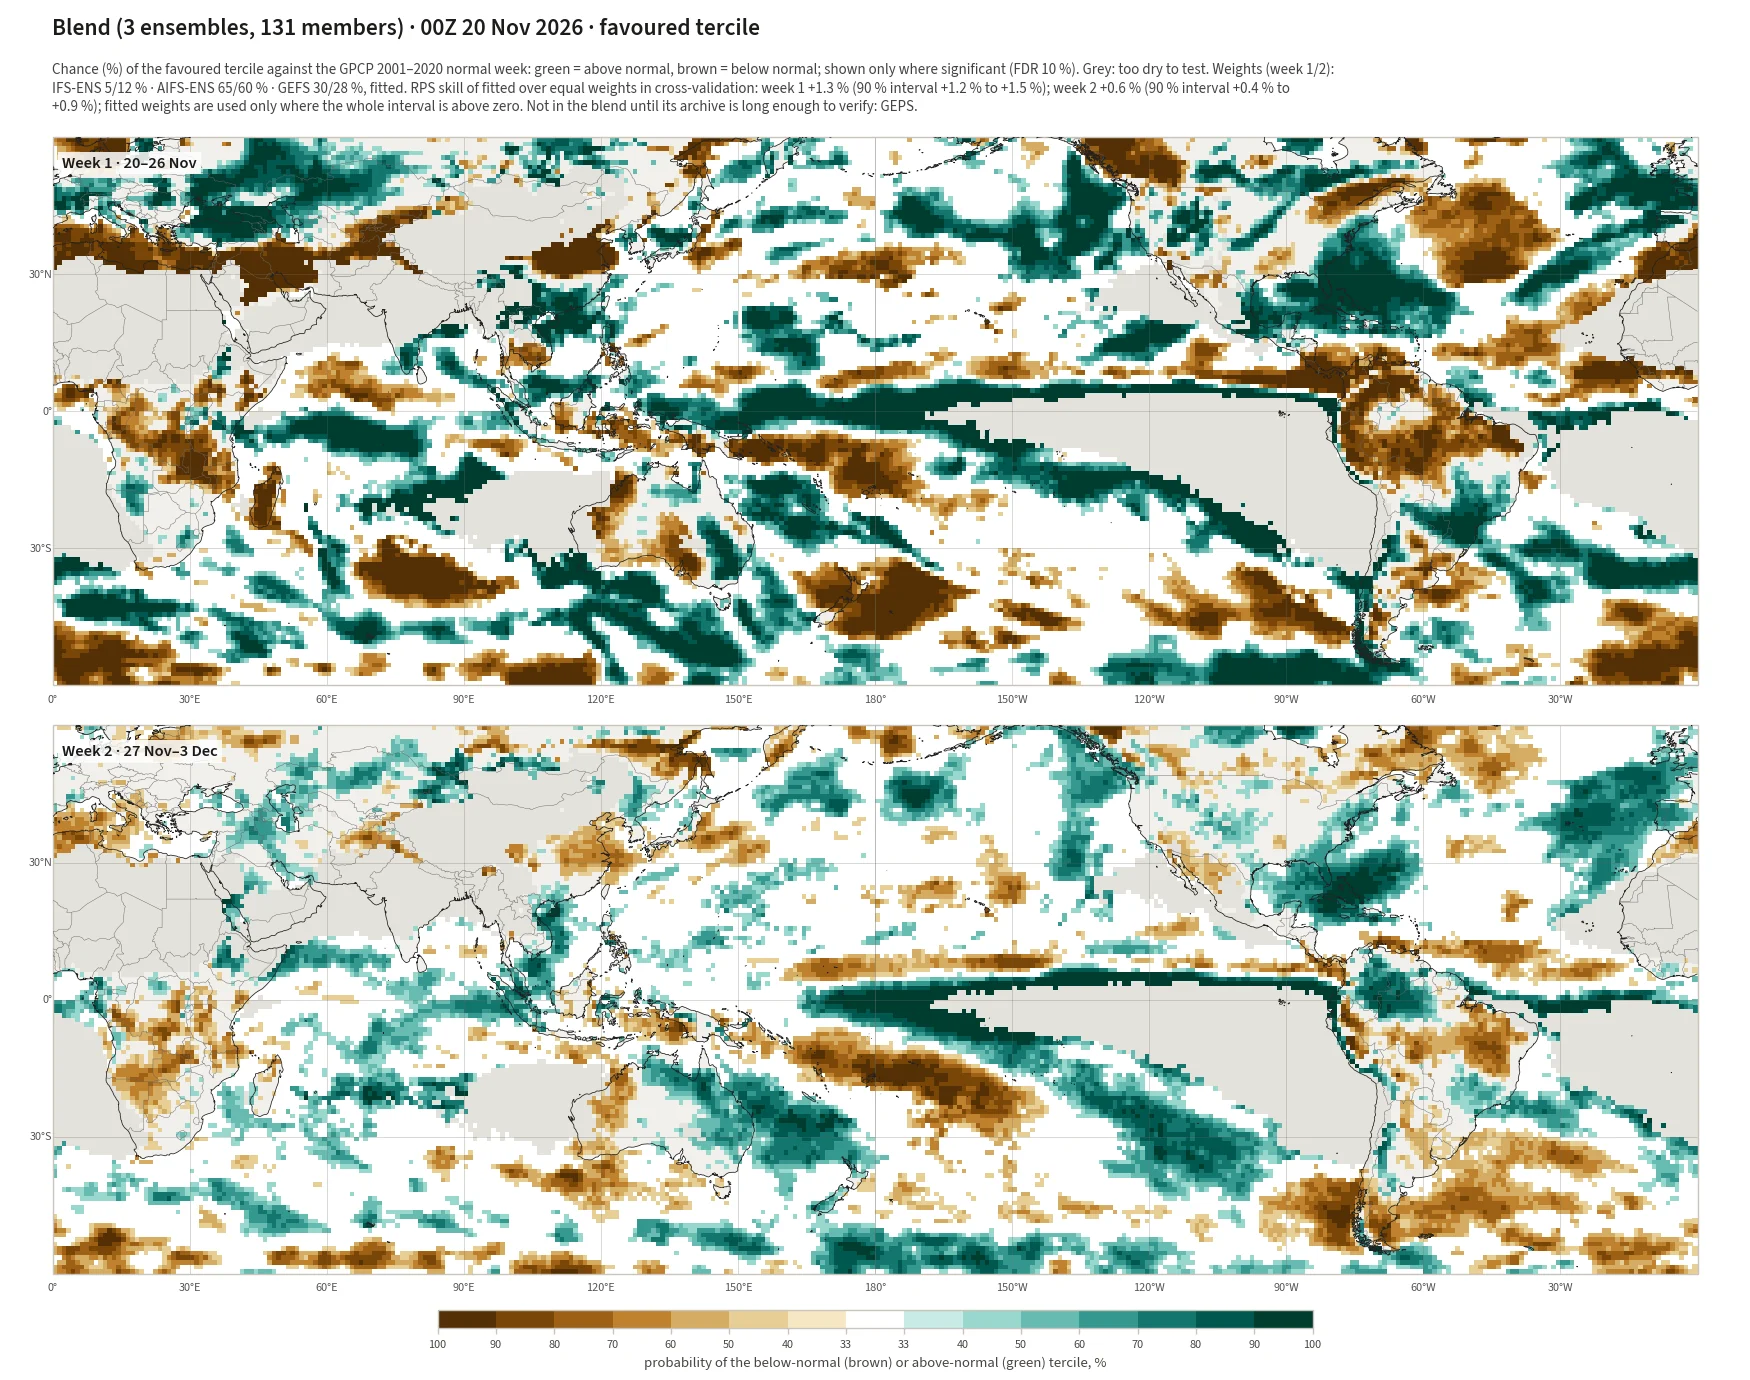 Blend (3 ensembles, 131 members) · 00Z 20 Nov 2026 · favoured tercile
Chance (%) of the favoured tercile against the GPCP 2001–2020 normal week: green = above normal, brown = below normal; shown only where significant (FDR 10 %). Grey: too dry to test. Weights (week 1/2):
IFS-ENS 5/12 % · AIFS-ENS 65/60 % · GEFS 30/28 %, fitted. RPS skill of fitted over equal weights in cross-validation: week 1 +1.3 % (90 % interval +1.2 % to +1.5 %); week 2 +0.6 % (90 % interval +0.4 % to
+0.9 %); fitted weights are used only where the whole interval is above zero. Not in the blend until its archive is long enough to verify: GEPS.
Week 1 · 20–26 Nov
30°N
0°
30°S
0° 30°E 60°E 90°E 120°E 150°E 180° 150°W 120°W 90°W 60°W 30°W
Week 2 · 27 Nov–3 Dec
30°N
0°
30°S
0° 30°E 60°E 90°E 120°E 150°E 180° 150°W 120°W 90°W 60°W 30°W
100 90 80 70 60 50 40 33 33 40 50 60 70 80 90 100
probability of the below-normal (brown) or above-normal (green) tercile, %